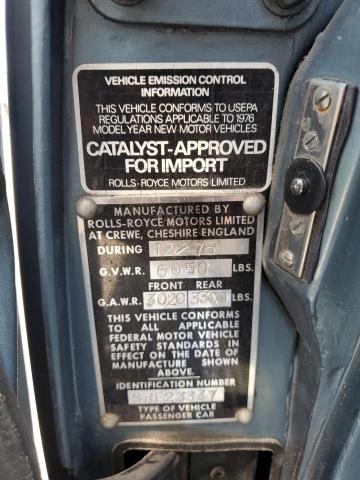 VEHICLE EMISSION CONTROL
INFORMATION
THIS VEHICLE CONFORMS TO USEPA
REGULATIONS APPLICABLE TO 1976
MODEL YEAR NEW MOTOR VEHICLES
CATALYST-APPROVED
FOR IMPORT
ROLLS-ROYCE MOTORS LIMITED
MANUFACTURED BY
ROLLS-ROYCE MOTORS LIMITED
AT CREWE, CHESHIRE ENGLAND
DURING 12/75
G.V.W.R. 6050 LBS.
FRONT REAR
G.A.W.R. 3020 3300 LBS.
THIS VEHICLE CONFORMS
TO ALL APPLICABLE
FEDERAL MOTOR VEHICLE
SAFETY STANDARDS IN
EFFECT ON THE DATE OF
MANUFACTURE SHOWN
ABOVE.
IDENTIFICATION NUMBER
TYPE OF VEHICLE
PASSENGER CAR